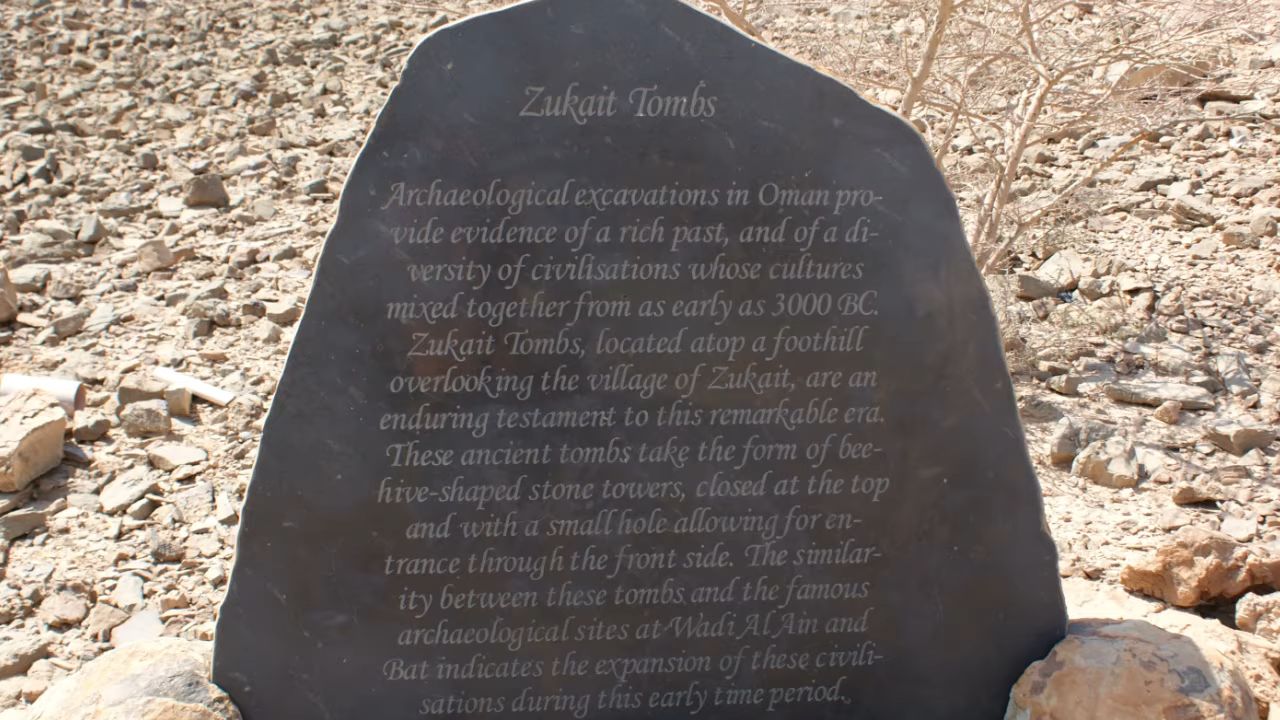 Zukait Tombs
Archaeological excavations in Oman pro-
vide evidence of a rich past, and of a di-
versity of civilisations whose cultures
mixed together from as early as 3000 BC.
Zukait Tombs, located atop a foothill
overlooking the village of Zukait, are an
enduring testament to this remarkable era.
These ancient tombs take the form of bee-
hive-shaped stone towers, closed at the top
and with a small hole allowing for en-
trance through the front side. The similar-
ity between these tombs and the famous
archaeological sites at Wadi Al Ain and
Bat indicates the expansion of these civili-
sations during this early time period.